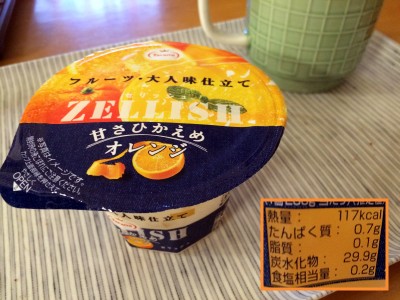 フルーツ・大人味仕立て
ZELLISH
甘さひかえめ
オレンジ
OPEN
大人味仕立て
ZELLISH
熱量: 117kcal
たんぱく質: 0.7g
脂質: 0.1g
炭水化物: 29.9g
食塩相当量: 0.2g